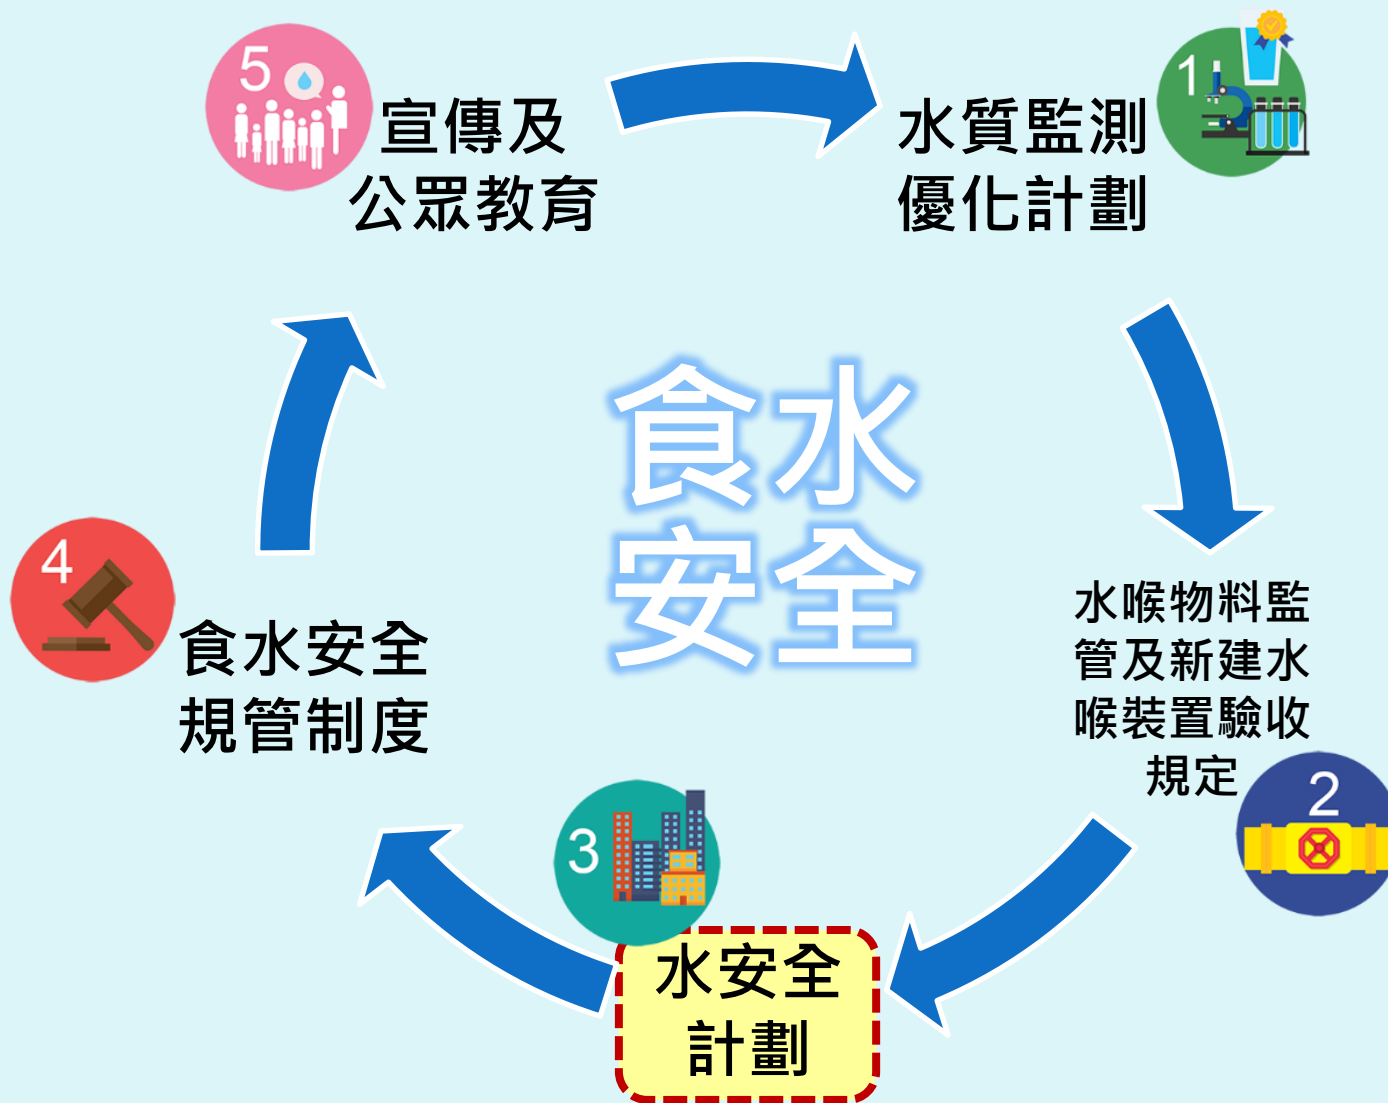 5
宣傳及
公眾教育
1
水質監測
優化計劃
食水
安全
水喉物料監
管及新建水
喉裝置驗收
規定
2
3
水安全
計劃
4
食水安全
規管制度